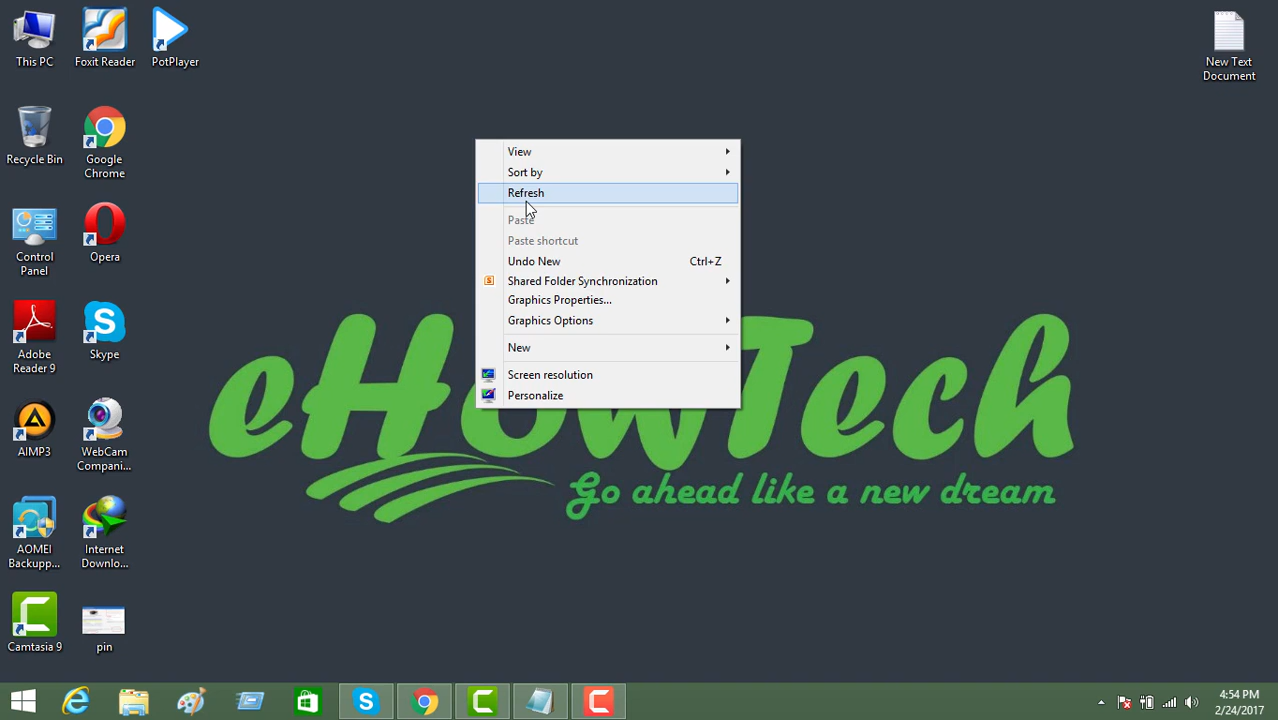 This PC
Foxit Reader
PotPlayer
New Text
Document
Recycle Bin
Google
Chrome
Control
Panel
Opera
Adobe
Reader 9
Skype
AIMP3
WebCam
Compani...
AOMEI
Backupp...
Internet
Downlo...
Camtasia 9
pin
View
Sort by
Refresh
Paste
Paste shortcut
Undo New Ctrl+Z
Shared Folder Synchronization
Graphics Properties...
Graphics Options
New
Screen resolution
Personalize
eHowTech
Go ahead like a new dream
4:54 PM
2/24/2017